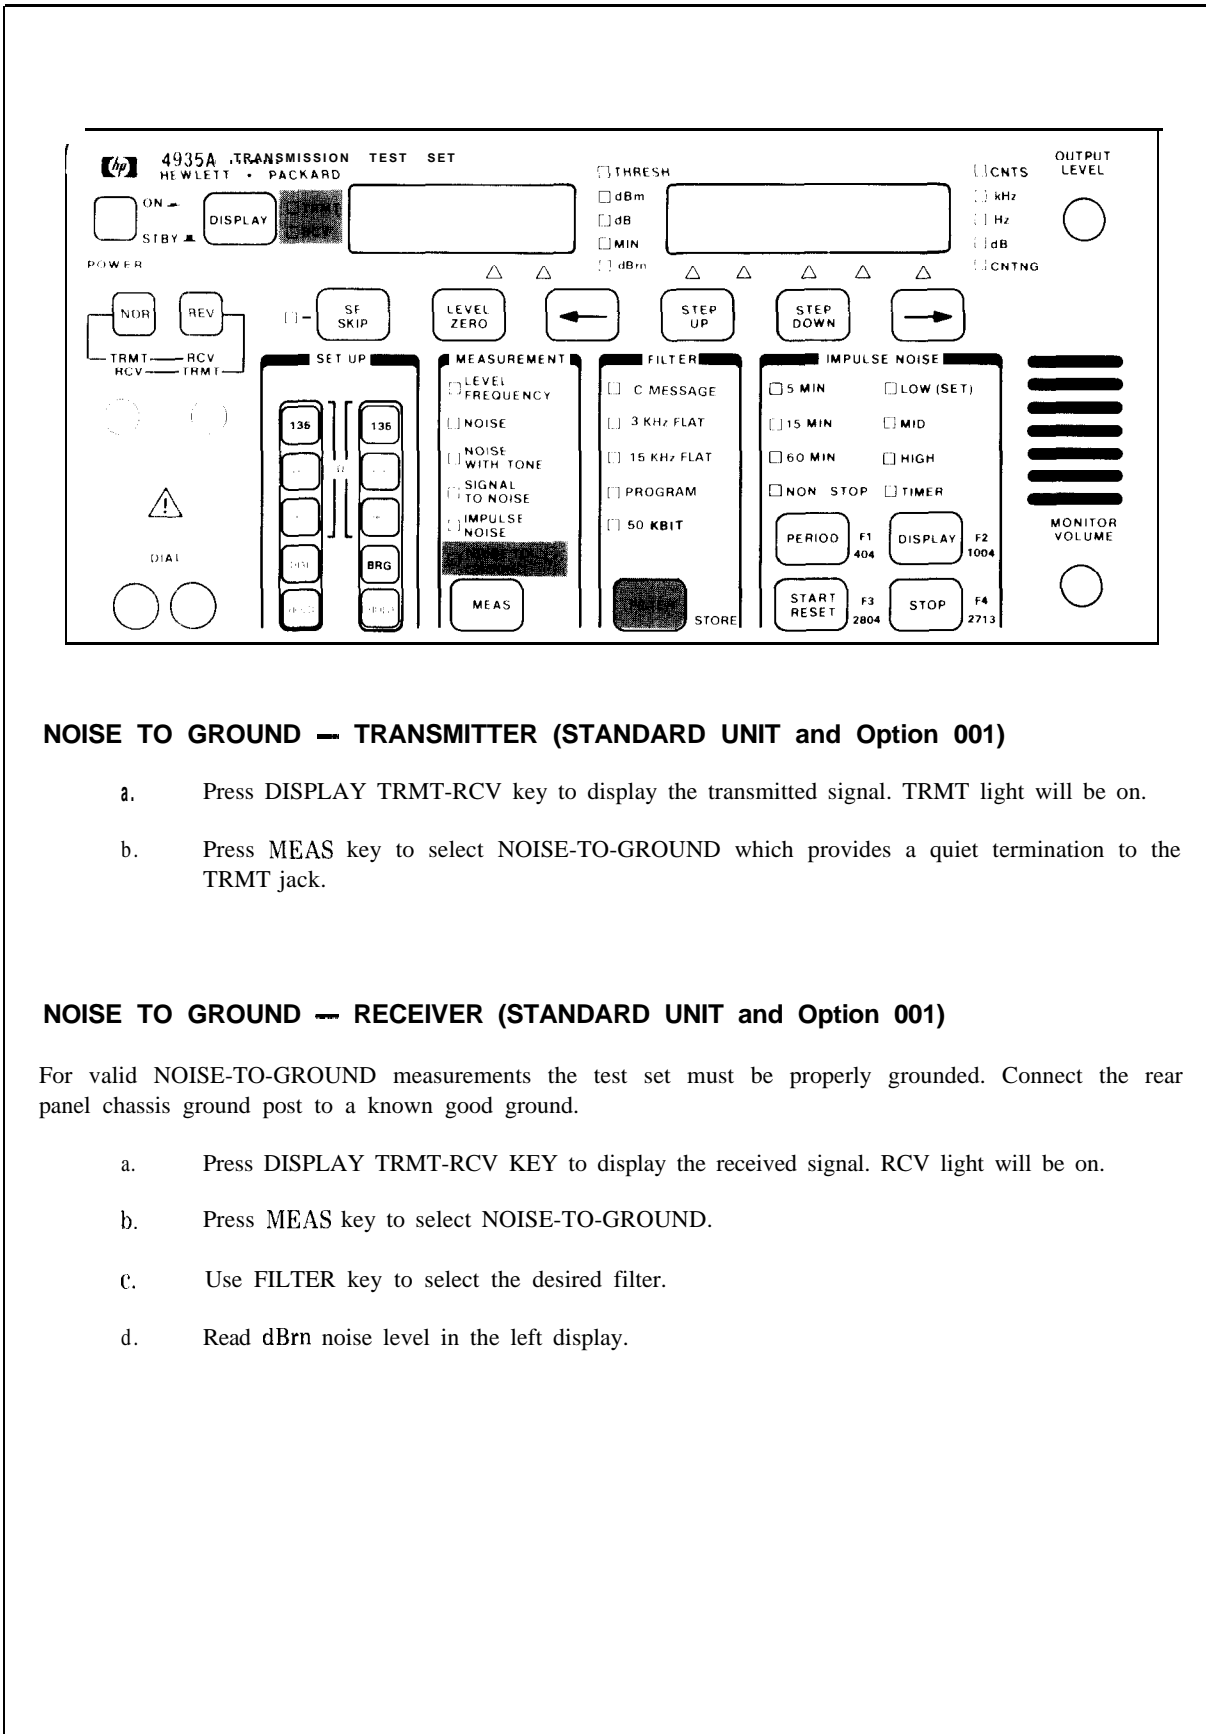 hp 4935A TRANSMISSION TEST SET
HEWLETT • PACKARD
ON
STBY
POWER
DISPLAY
TRMT
RCV
THRESH
dBm
dB
MIN
dBrn
CNTS
kHz
Hz
dB
CNTNG
OUTPUT
LEVEL
NOR
REV
TRMT RCV
RCV TRMT
SF
SKIP
LEVEL
ZERO
STEP
UP
STEP
DOWN
SET UP
136
136
Ω
BRG
DIAL
HOLD
HOLD
DIAL
MEASUREMENT
LEVEL
FREQUENCY
NOISE
NOISE
WITH TONE
SIGNAL
TO NOISE
IMPULSE
NOISE
MEAS
FILTER
C MESSAGE
3 KHz FLAT
15 KHz FLAT
PROGRAM
50 KBIT
FILTER
STORE
IMPULSE NOISE
5 MIN
LOW (SET)
15 MIN
MID
60 MIN
HIGH
NON STOP
TIMER
PERIOD
F1
404
DISPLAY
F2
1004
START
RESET
F3
2804
STOP
F4
2713
MONITOR
VOLUME
NOISE TO GROUND — TRANSMITTER (STANDARD UNIT and Option 001)
a. Press DISPLAY TRMT-RCV key to display the transmitted signal. TRMT light will be on.
b. Press MEAS key to select NOISE-TO-GROUND which provides a quiet termination to the
TRMT jack.
NOISE TO GROUND — RECEIVER (STANDARD UNIT and Option 001)
For valid NOISE-TO-GROUND measurements the test set must be properly grounded. Connect the rear
panel chassis ground post to a known good ground.
a. Press DISPLAY TRMT-RCV KEY to display the received signal. RCV light will be on.
b. Press MEAS key to select NOISE-TO-GROUND.
c. Use FILTER key to select the desired filter.
d. Read dBrn noise level in the left display.